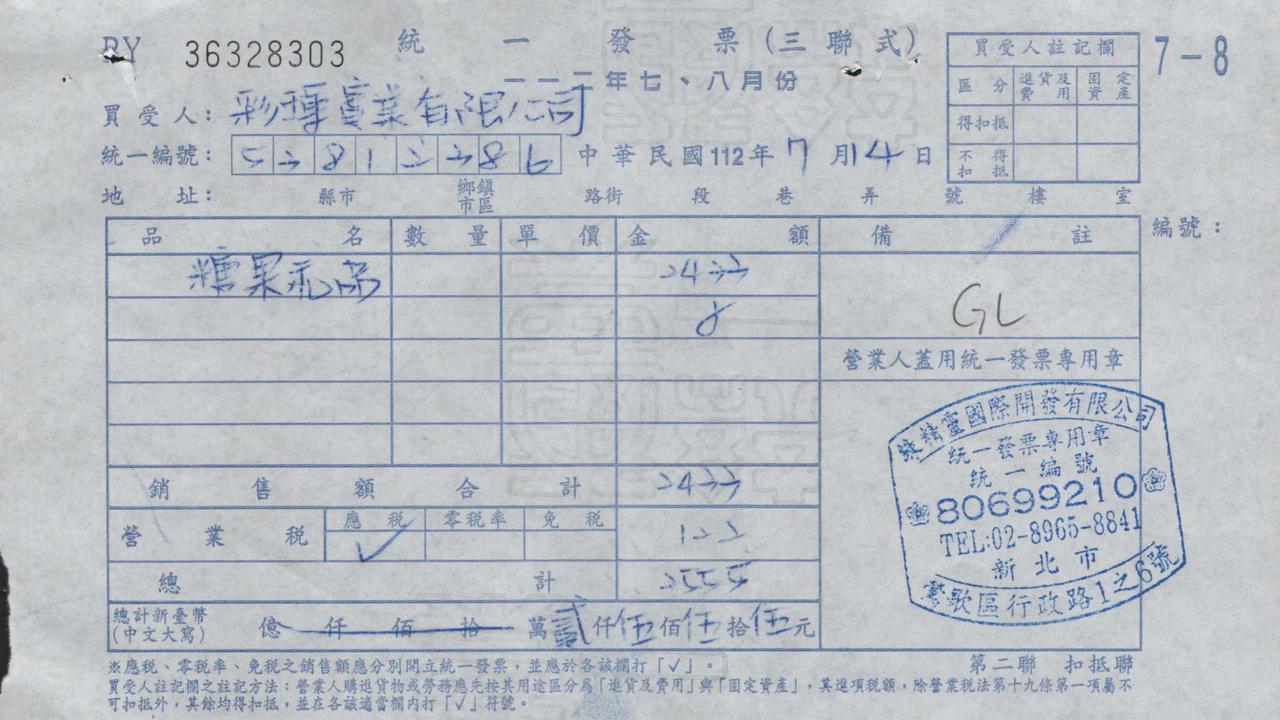 BY 36328303 統一發票(三聯式)
一一二年七、八月份
7-8
買受人註記欄
區分 進貨及費用 固定資產
得扣抵
不得扣抵
買受人: 彩 實業有限公司
統一編號: 53812386 中華民國112年7月14日
地址: 縣市 鄉鎮市區 路街 段 巷 弄 號 樓 室
編號:
品名 數量 單價 金額 備註
糖果 品 2433
GL
營業人蓋用統一發票專用章
銷售額合計 2433
營業稅 應稅 零稅率 免稅
✓ 122
總計 2555
總計新臺幣(中文大寫) 億仟佰拾萬貳仟伍佰伍拾伍元
綠精靈國際開發有限公司
統一發票專用章
統一編號
80699210
TEL:02-8965-8841
新北市
鶯歌區行政路1之6號
第二聯 扣抵聯
※應稅、零稅率、免稅之銷售額應分別開立統一發票,並應於各該欄打「✓」。
買受人註記欄之註記方法:營業人購進貨物或勞務應先按其用途區分為「進貨及費用」與「固定資產」,其進項稅額,除營業稅法第十九條第一項屬不
可扣抵外,其餘均得扣抵,並在各該適當欄內打「✓」符號。